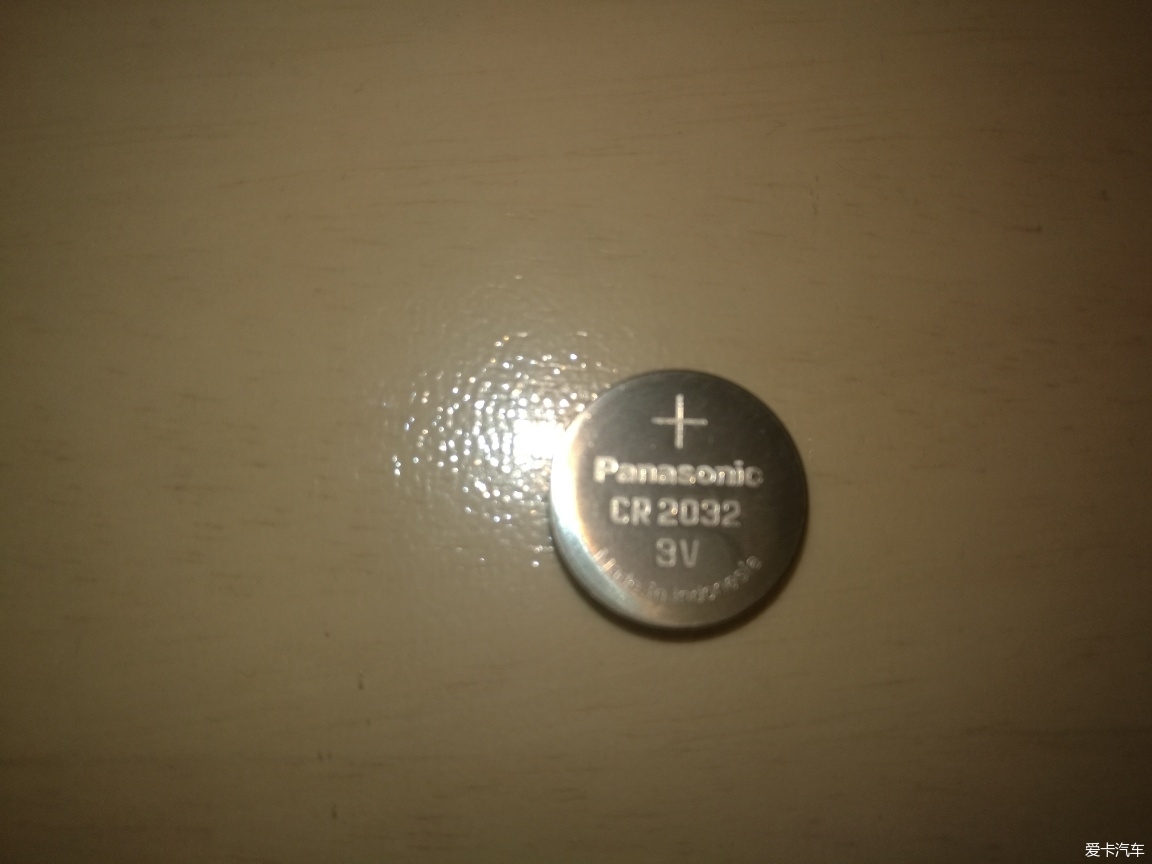 +
Panasonic
CR 2032
3V
Made in Indonesia
爱卡汽车